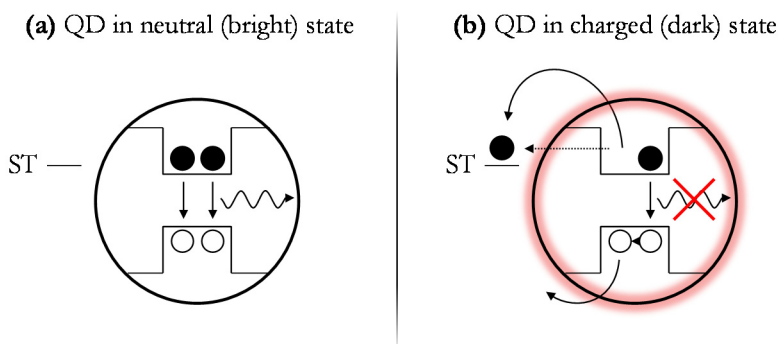 (a) QD in neutral (bright) state
(b) QD in charged (dark) state
ST
ST